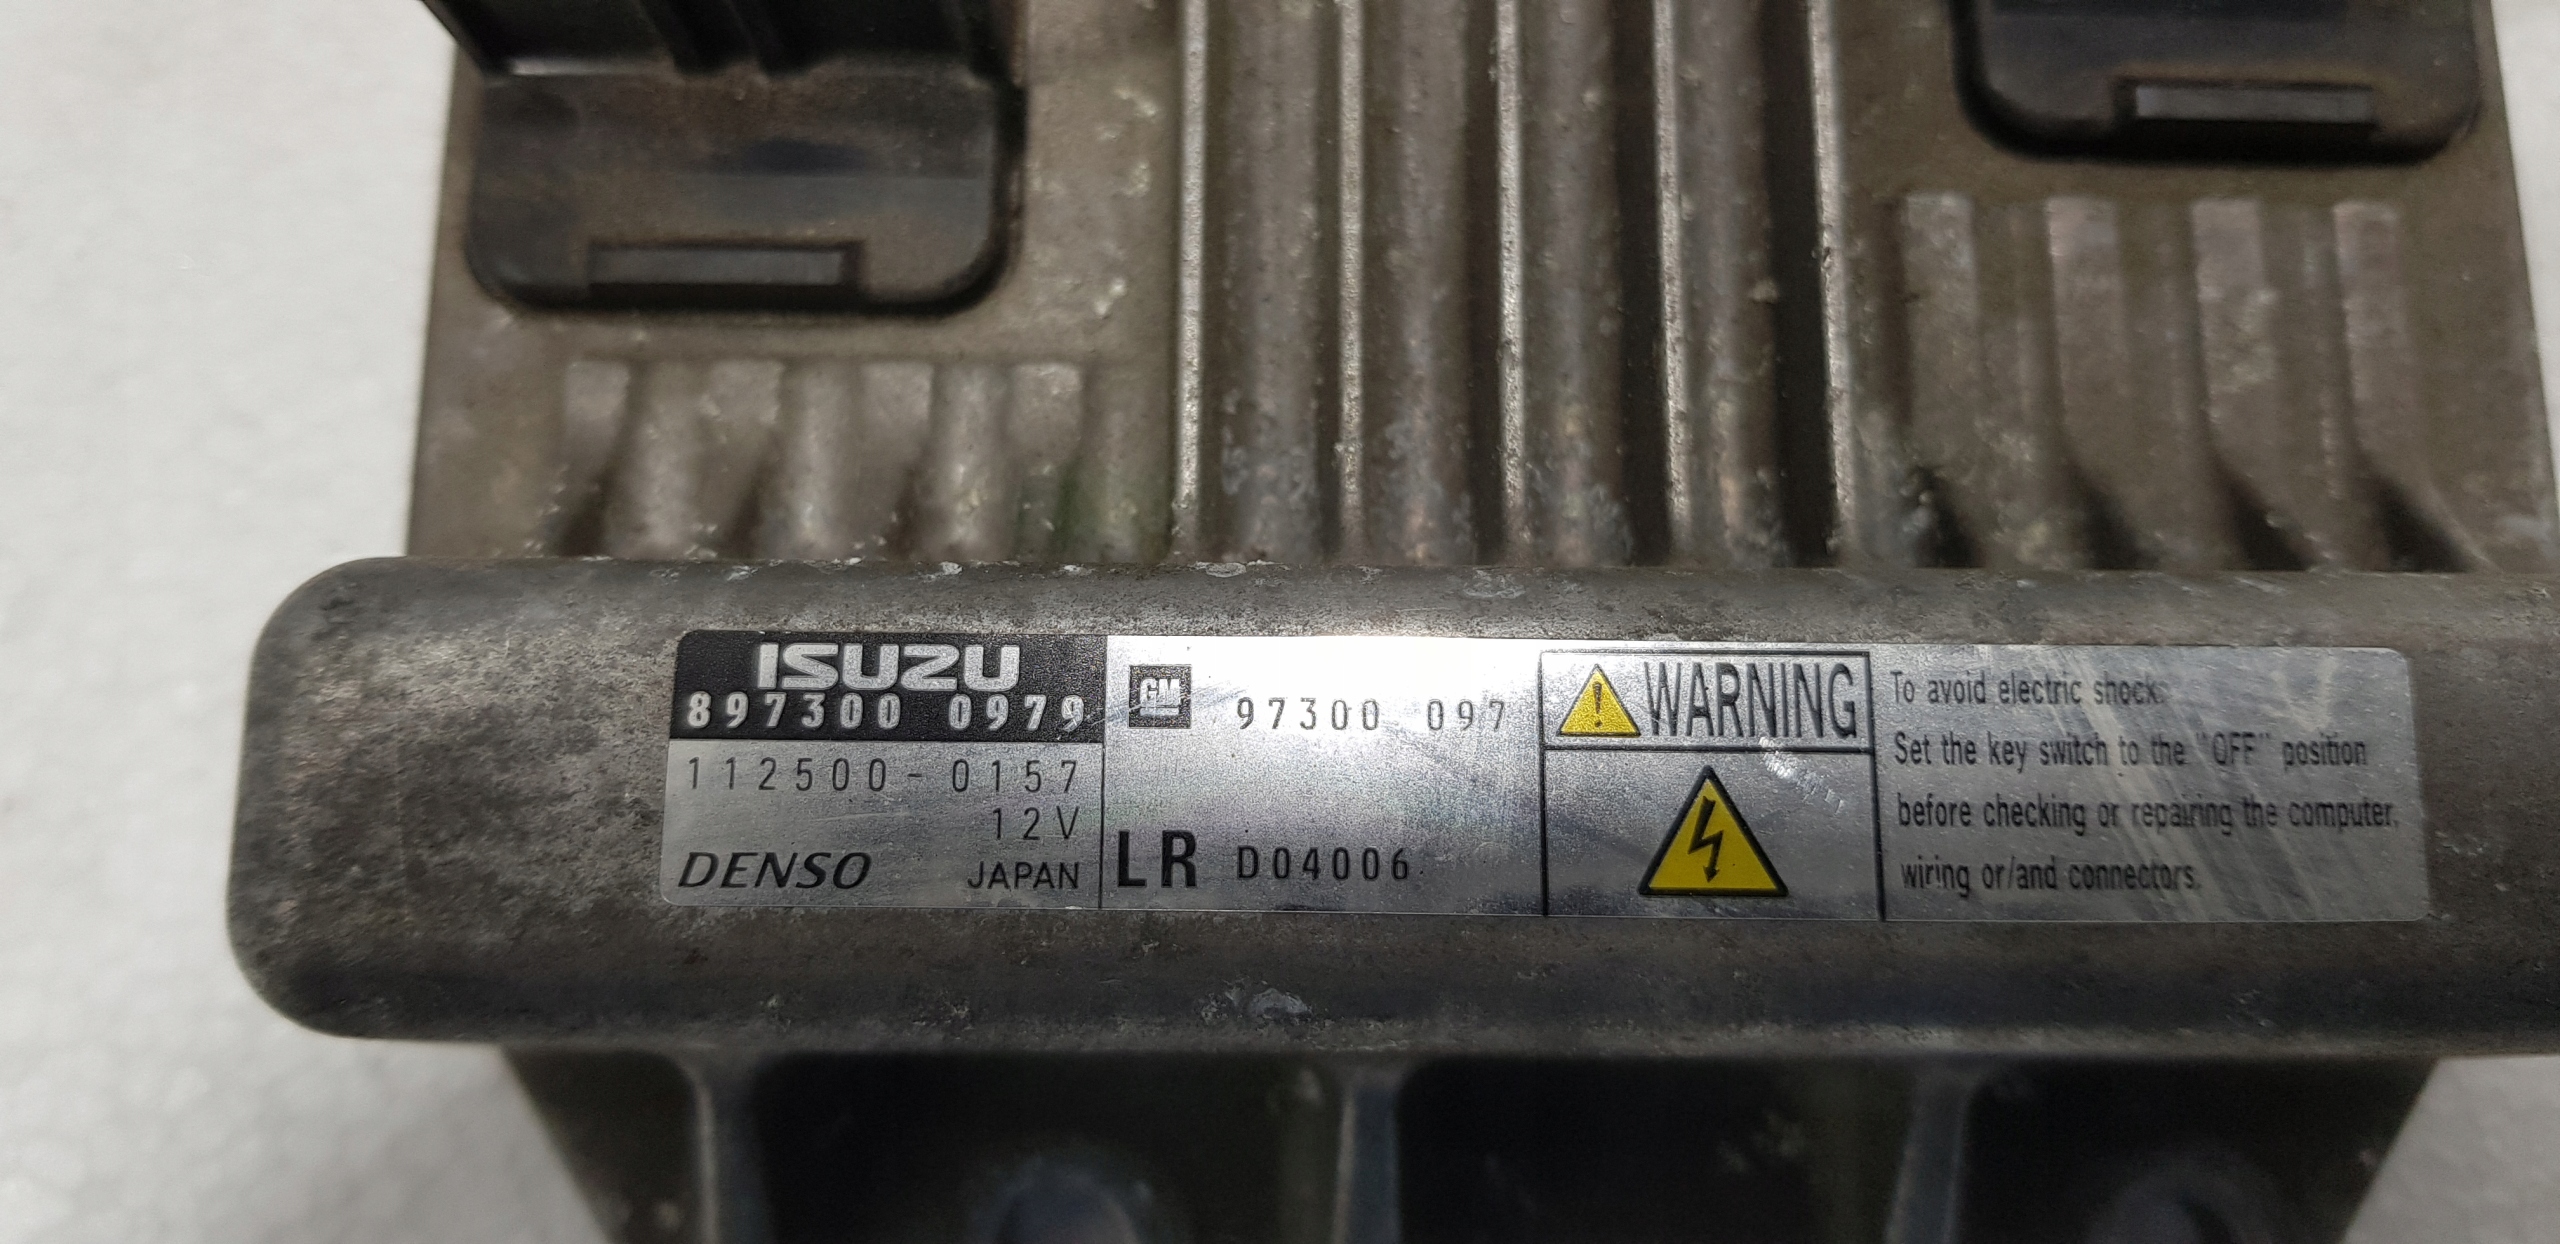 ISUZU
897300 0979
112500-0157
12V
DENSO JAPAN
GM 97300 097
LR D04006
WARNING
To avoid electric shock:
Set the key switch to the "OFF" position
before checking or repairing the computer,
wiring or/and connectors.